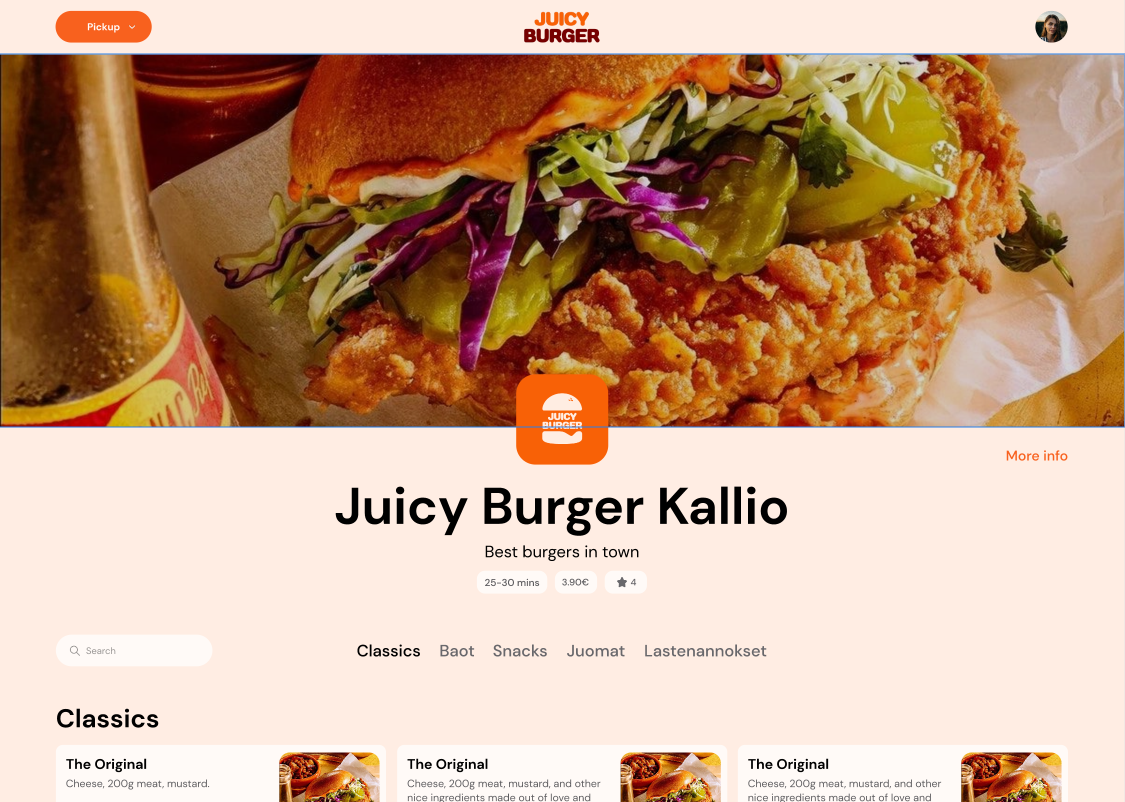 Pickup
JUICY
BURGER
JUICY
BURGER
More info
Juicy Burger Kallio
Best burgers in town
25-30 mins
3.90€
4
Search
Classics
Baot
Snacks
Juomat
Lastenannokset
Classics
The Original
Cheese, 200g meat, mustard.
The Original
Cheese, 200g meat, mustard, and other
nice ingredients made out of love and
The Original
Cheese, 200g meat, mustard, and other
nice ingredients made out of love and